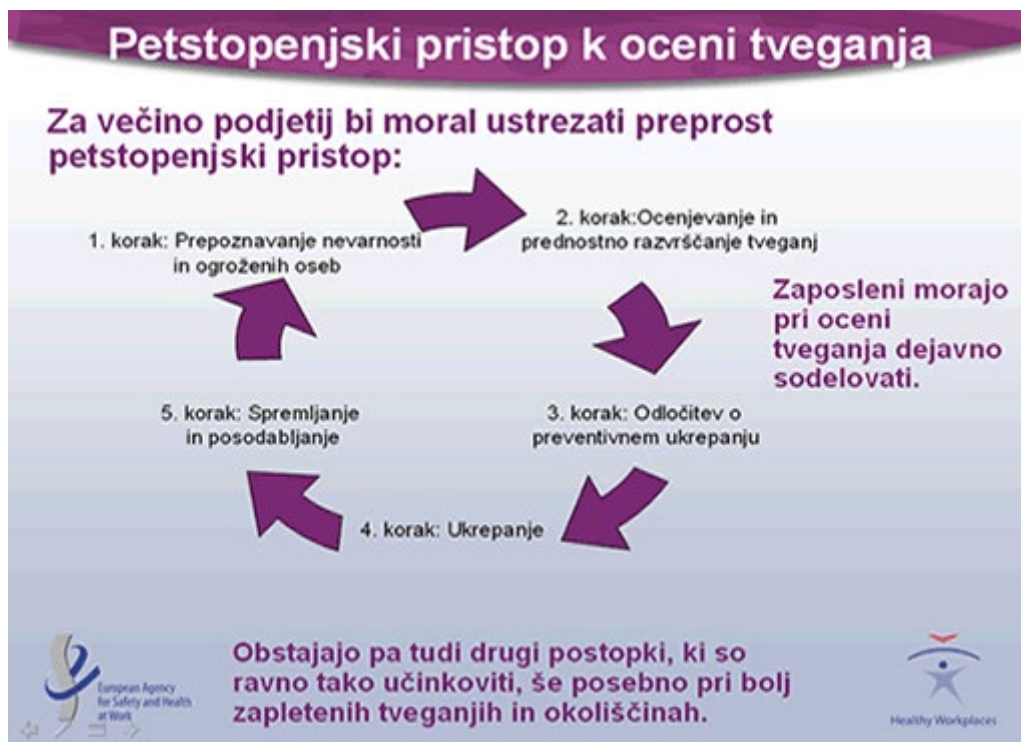 Petstopenjski pristop k oceni tveganja
Za večino podjetij bi moral ustrezati preprost
petstopenjski pristop:
1. korak: Prepoznavanje nevarnosti
in ogroženih oseb
2. korak:Ocenjevanje in
prednostno razvrščanje tveganj
Zaposleni morajo
pri oceni
tveganja dejavno
sodelovati.
3. korak: Odločitev o
preventivnem ukrepanju
4. korak: Ukrepanje
5. korak: Spremljanje
in posodabljanje
Obstajajo pa tudi drugi postopki, ki so
ravno tako učinkoviti, še posebno pri bolj
zapletenih tveganjih in okoliščinah.
European Agency
for Safety and Health
at Work
Healthy Workplaces